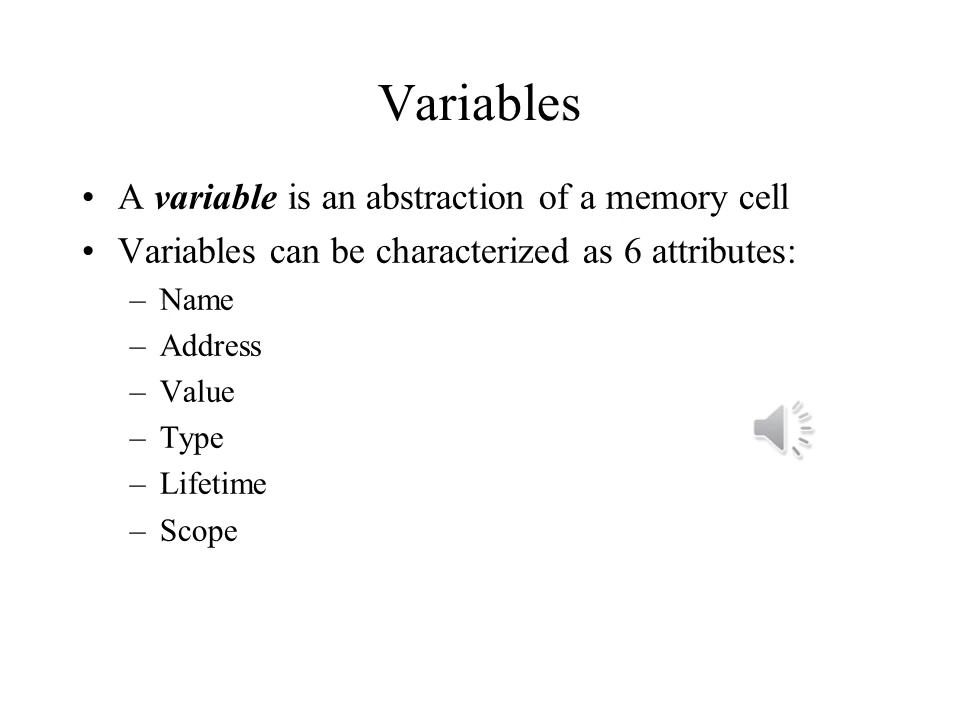 Variables
• A variable is an abstraction of a memory cell
• Variables can be characterized as 6 attributes:
–Name
–Address
–Value
–Type
–Lifetime
–Scope